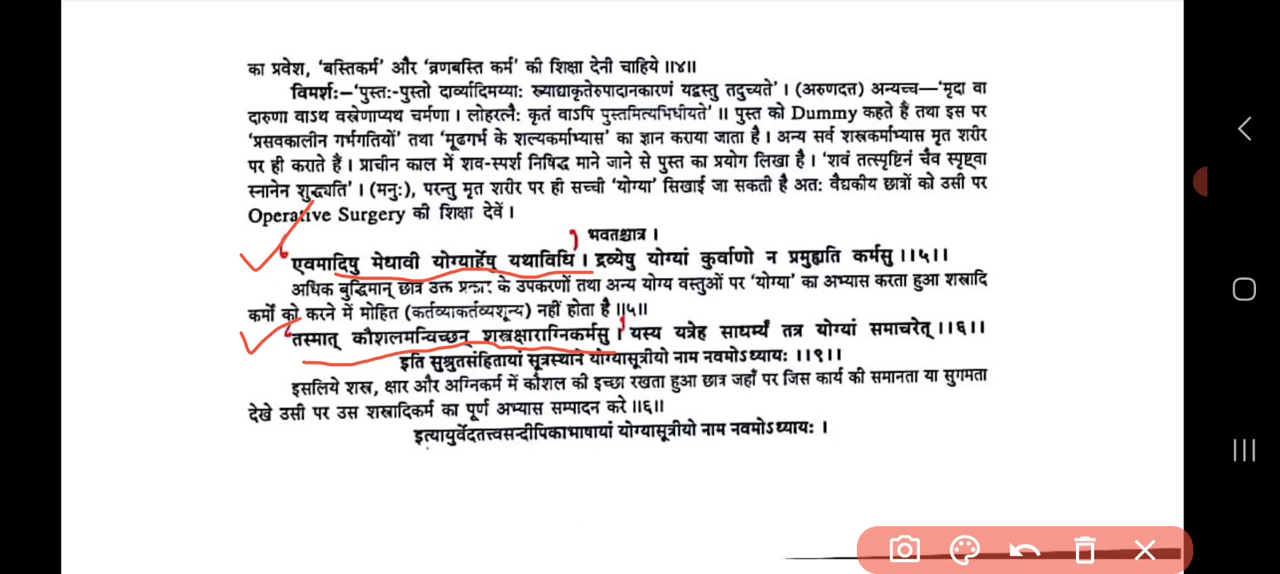 का प्रवेश, 'बस्तिकर्म' और 'व्रणबस्ति कर्म' की शिक्षा देनी चाहिये ॥४॥
विमर्शः—'पुस्तः-पुस्तो दार्व्यादिमय्याः ख्र्याद्याकृतेरुपादानकारणं यद्वस्तु तदुच्यते' । (अरुणदत्त) अन्यच्च—'मृदा वा
दारुणा वाऽथ वस्त्रेणाप्यथ चर्मणा । लोहरत्नैः कृतं वाऽपि पुस्तमित्यभिधीयते' ॥ पुस्त को Dummy कहते हैं तथा इस पर
'प्रसवकालीन गर्भगतियों' तथा 'मूढगर्भ के शल्यकर्माभ्यास' का ज्ञान कराया जाता है । अन्य सर्व शस्त्रकर्माभ्यास मृत शरीर
पर ही कराते हैं । प्राचीन काल में शव-स्पर्श निषिद्ध माने जाने से पुस्त का प्रयोग लिखा है । 'शवं तत्स्पृष्टिनं चैव स्पृष्ट्वा
स्नानेन शुद्ध्यति' । (मनुः), परन्तु मृत शरीर पर ही सच्ची 'योग्या' सिखाई जा सकती है अतः वैद्यकीय छात्रों को उसी पर
Operative Surgery की शिक्षा देवें ।
भवतश्चात्र ।
एवमादिषु मेधावी योग्यार्हेषु यथाविधि । द्रव्येषु योग्यां कुर्वाणो न प्रमुह्यति कर्मसु ।।५।।
अधिक बुद्धिमान् छात्र उक्त प्रकार के उपकरणों तथा अन्य योग्य वस्तुओं पर 'योग्या' का अभ्यास करता हुआ शस्त्रादि
कर्मों को करने में मोहित (कर्तव्याकर्तव्यशून्य) नहीं होता है ॥५॥
तस्मात् कौशलमन्विच्छन् शस्त्रक्षाराग्निकर्मसु । यस्य यत्रेह साधर्म्यं तत्र योग्यां समाचरेत् ।।६।।
इति सुश्रुतसंहितायां सूत्रस्थाने योग्यासूत्रीयो नाम नवमोऽध्यायः ।।९।।
इसलिये शस्त्र, क्षार और अग्निकर्म में कौशल की इच्छा रखता हुआ छात्र जहाँ पर जिस कार्य की समानता या सुगमता
देखे उसी पर उस शस्त्रादिकर्म का पूर्ण अभ्यास सम्पादन करे ॥६॥
इत्यायुर्वेदतत्त्वसन्दीपिकाभाषायां योग्यासूत्रीयो नाम नवमोऽध्यायः ।